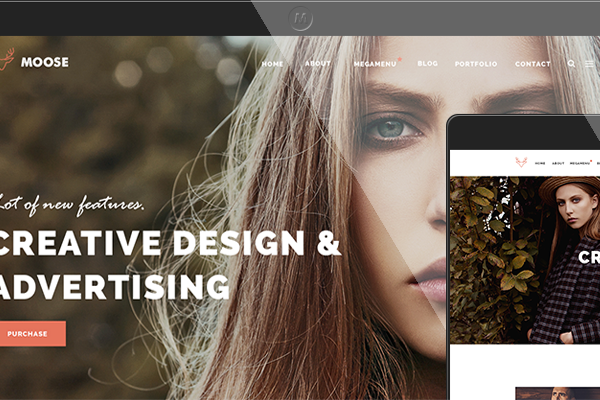 M
MOOSE
HOME ABOUT MEGAMENU BLOG PORTFOLIO CONTACT
HOME ABOUT MEGAMENU
Lot of new features.
CREATIVE DESIGN &
ADVERTISING
CR
PURCHASE